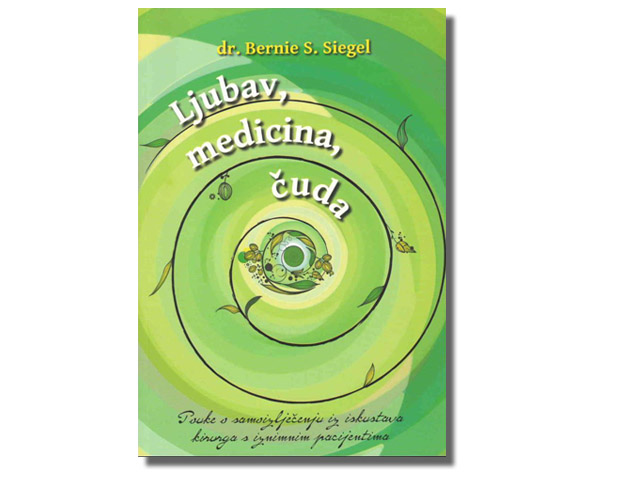 dr. Bernie S. Siegel
Ljubav,
medicina,
čuda
Pouke o samoizlječenju iz iskustava
kirurga s iznimnim pacijentima